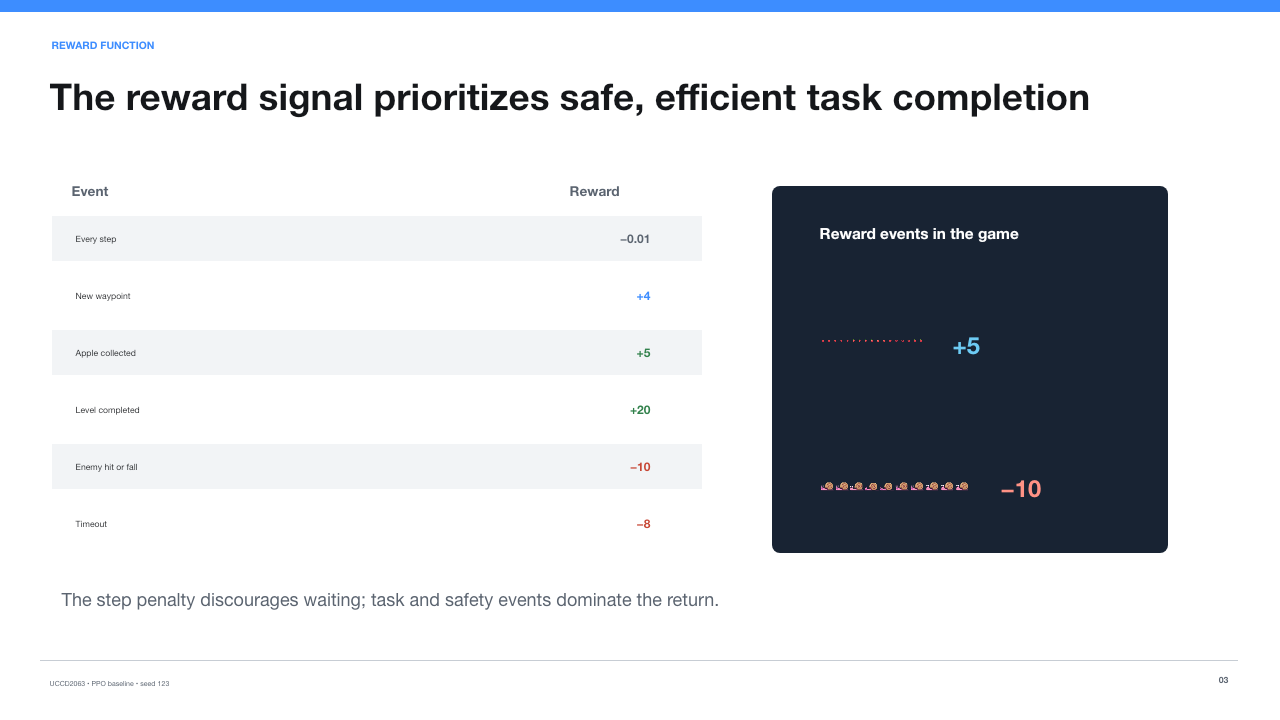 REWARD FUNCTION
The reward signal prioritizes safe, efficient task completion
Event Reward
Every step −0.01
New waypoint +4
Apple collected +5
Level completed +20
Enemy hit or fall −10
Timeout −8
Reward events in the game
+5
−10
The step penalty discourages waiting; task and safety events dominate the return.
UCCD2063 • PPO baseline • seed 123
03